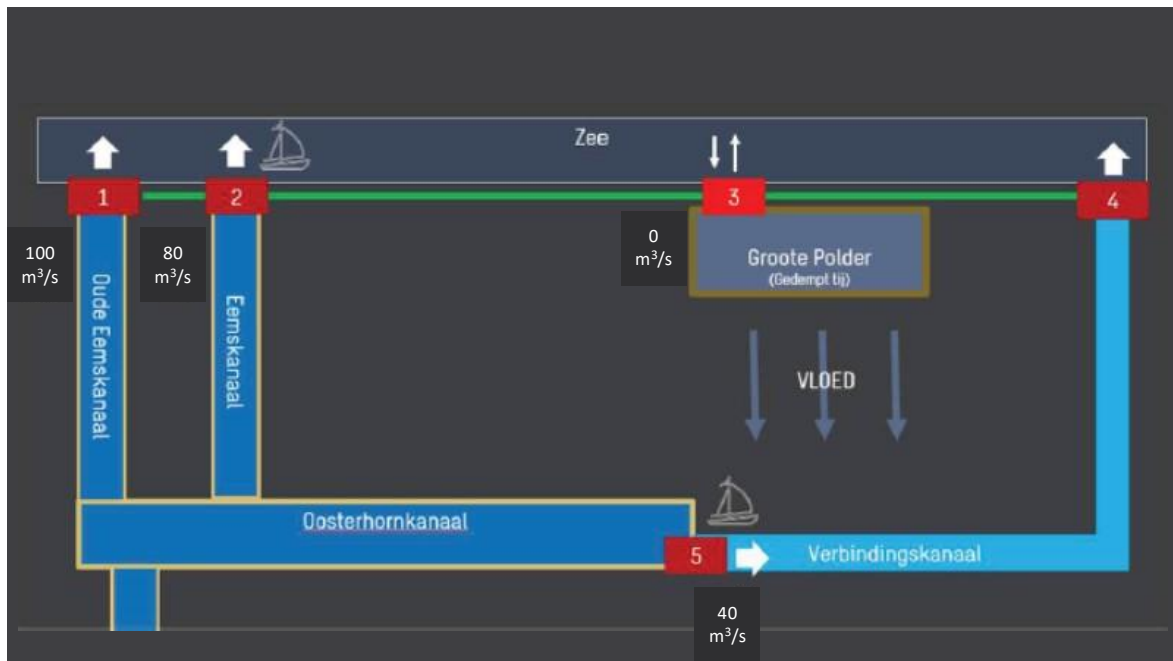 Zee
1
2
3
4
100
m³/s
80
m³/s
0
m³/s
Groote Polder
(Gedempt tij)
Oude Eemskanaal
Eemskanaal
VLOED
Oosterhornkanaal
5
Verbindingskanaal
40
m³/s